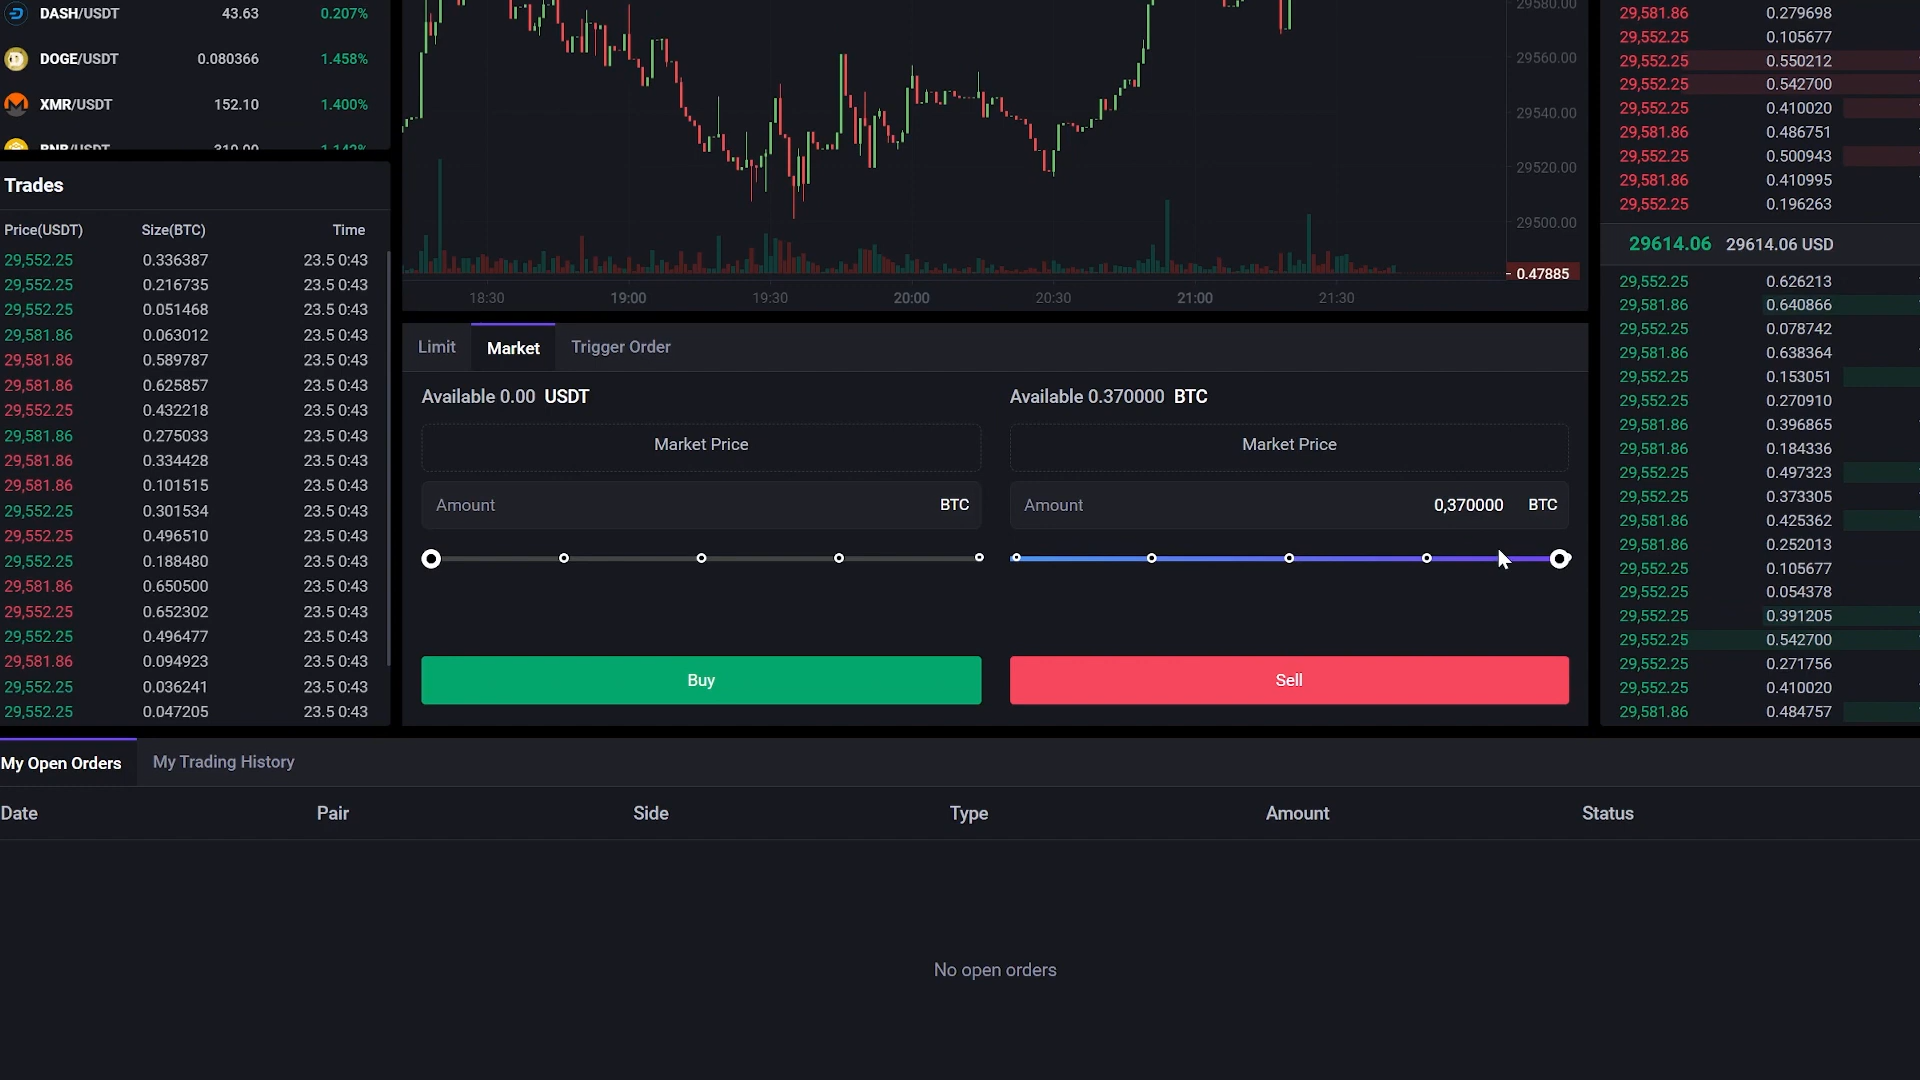 DASH/USDT 43.63 0.207%
DOGE/USDT 0.080366 1.458%
XMR/USDT 152.10 1.400%
BNB/USDT 310.00 1.142%
Trades
Price(USDT) Size(BTC) Time
29,552.25 0.336387 23.5 0:43
29,552.25 0.216735 23.5 0:43
29,552.25 0.051468 23.5 0:43
29,581.86 0.063012 23.5 0:43
29,581.86 0.589787 23.5 0:43
29,581.86 0.625857 23.5 0:43
29,552.25 0.432218 23.5 0:43
29,581.86 0.275033 23.5 0:43
29,581.86 0.334428 23.5 0:43
29,581.86 0.101515 23.5 0:43
29,552.25 0.301534 23.5 0:43
29,552.25 0.496510 23.5 0:43
29,552.25 0.188480 23.5 0:43
29,581.86 0.650500 23.5 0:43
29,552.25 0.652302 23.5 0:43
29,552.25 0.496477 23.5 0:43
29,581.86 0.094923 23.5 0:43
29,552.25 0.036241 23.5 0:43
29,552.25 0.047205 23.5 0:43
29580.00
29560.00
29540.00
29520.00
29500.00
0.47885
18:30 19:00 19:30 20:00 20:30 21:00 21:30
Limit Market Trigger Order
Available 0.00 USDT
Market Price
Amount BTC
Buy
Available 0.370000 BTC
Market Price
Amount 0,370000 BTC
Sell
29,581.86 0.279698
29,552.25 0.105677
29,552.25 0.550212
29,552.25 0.542700
29,552.25 0.410020
29,581.86 0.486751
29,552.25 0.500943
29,581.86 0.410995
29,552.25 0.196263
29614.06 29614.06 USD
29,552.25 0.626213
29,581.86 0.640866
29,552.25 0.078742
29,581.86 0.638364
29,552.25 0.153051
29,552.25 0.270910
29,581.86 0.396865
29,581.86 0.184336
29,552.25 0.497323
29,552.25 0.373305
29,581.86 0.425362
29,581.86 0.252013
29,552.25 0.105677
29,552.25 0.054378
29,552.25 0.391205
29,552.25 0.542700
29,552.25 0.271756
29,552.25 0.410020
29,581.86 0.484757
My Open Orders My Trading History
Date Pair Side Type Amount Status
No open orders